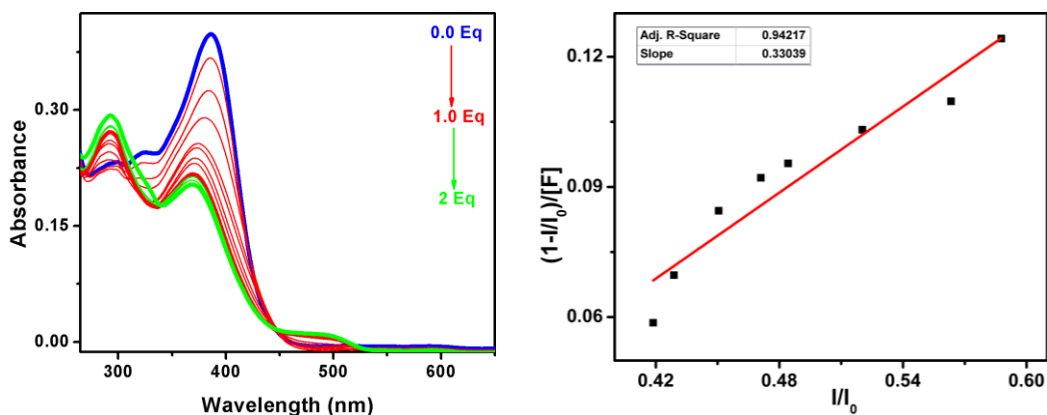 0.0 Eq
1.0 Eq
2 Eq
0.30
0.15
0.00
Absorbance
300 400 500 600
Wavelength (nm)
Adj. R-Square 0.94217
Slope 0.33039
0.12
0.09
0.06
(1-I/I₀)/[F]
0.42 0.48 0.54 0.60
I/I₀